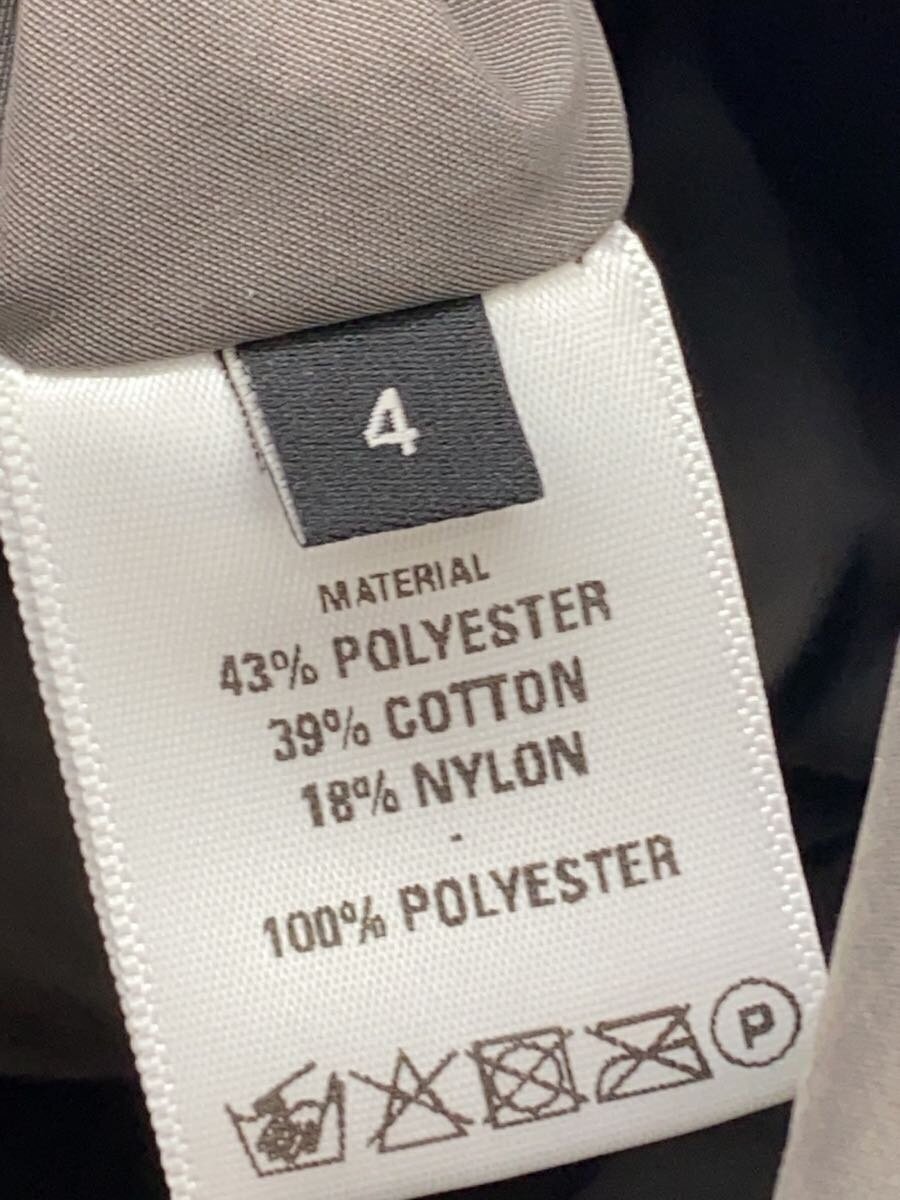 4
MATERIAL
43% POLYESTER
39% COTTON
18% NYLON
-
100% POLYESTER
P